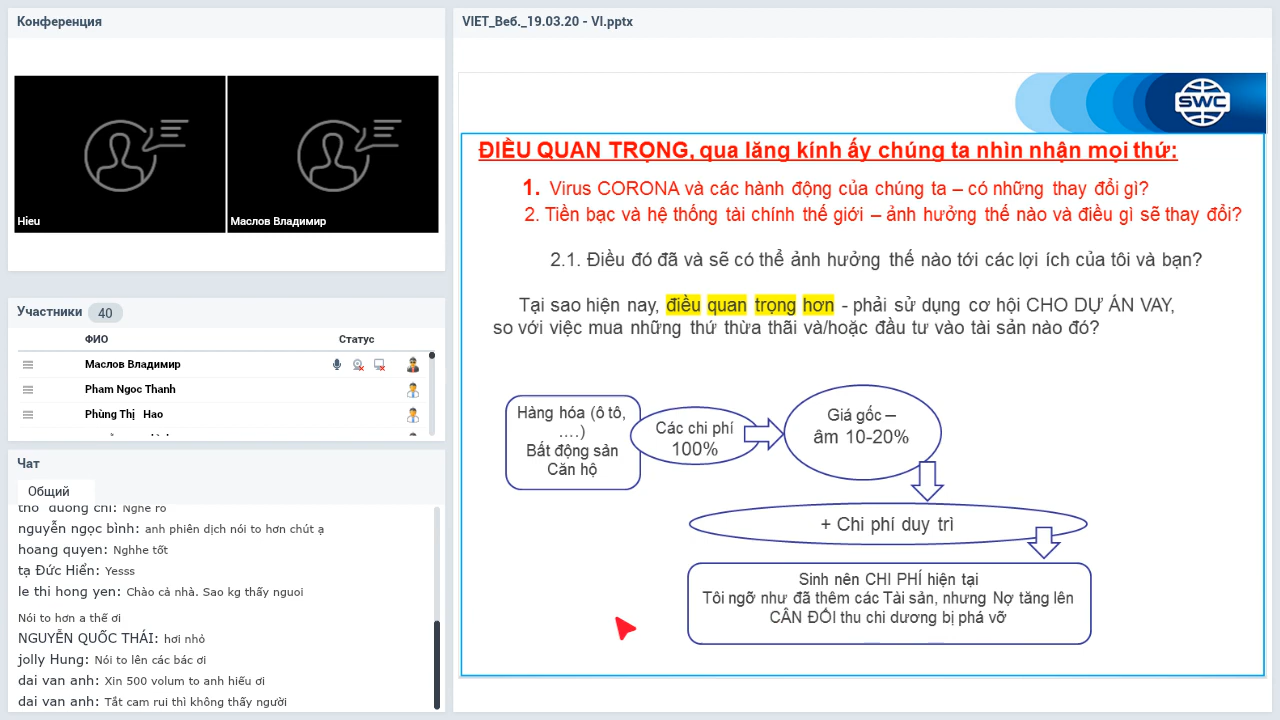 Конференция
Hieu
Маслов Владимир
Участники 40
ФИО Статус
Маслов Владимир
Pham Ngoc Thanh
Phùng Thị Hao
Чат
Общий
nguyễn ngọc bình: anh phiên dịch nói to hơn chút ạ
hoang quyen: Nghhe tốt
tạ Đức Hiển: Yesss
le thi hong yen: Chào cả nhà. Sao kg thấy nguoi
Nói to hơn a thế ơi
NGUYỄN QUỐC THÁI: hơi nhỏ
jolly Hung: Nói to lên các bác ơi
dai van anh: Xin 500 volum to anh hiếu ơi
dai van anh: Tắt cam rui thì không thấy người
VIET_Веб._19.03.20 - VI.pptx
SWC
ĐIỀU QUAN TRỌNG, qua lăng kính ấy chúng ta nhìn nhận mọi thứ:
1. Virus CORONA và các hành động của chúng ta – có những thay đổi gì?
2. Tiền bạc và hệ thống tài chính thế giới – ảnh hưởng thế nào và điều gì sẽ thay đổi?
2.1. Điều đó đã và sẽ có thể ảnh hưởng thế nào tới các lợi ích của tôi và bạn?
Tại sao hiện nay, điều quan trọng hơn - phải sử dụng cơ hội CHO DỰ ÁN VAY,
so với việc mua những thứ thừa thãi và/hoặc đầu tư vào tài sản nào đó?
Hàng hóa (ô tô,
....)
Bất động sản
Căn hộ
Các chi phí
100%
Giá gốc –
âm 10-20%
+ Chi phí duy trì
Sinh nên CHI PHÍ hiện tại
Tôi ngỡ như đã thêm các Tài sản, nhưng Nợ tăng lên
CÂN ĐỐI thu chi dương bị phá vỡ